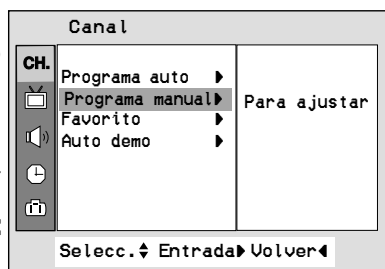 Canal
CH.
Programa auto
Programa manual
Para ajustar
Favorito
Auto demo
Selecc. Entrada Volver